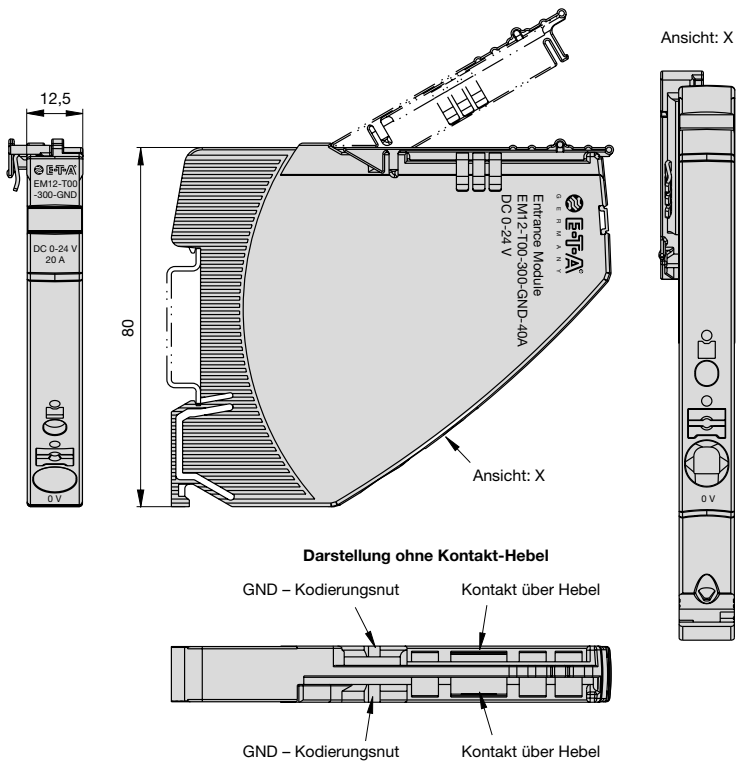 Ansicht: X
12,5
E-T-A
EM12-T00
-300-GND
DC 0-24 V
20 A
0 V
80
E-T-A®
GERMANY
Entrance Module
EM12-T00-300-GND-40A
DC 0-24 V
Ansicht: X
0 V
Darstellung ohne Kontakt-Hebel
GND – Kodierungsnut
Kontakt über Hebel
GND – Kodierungsnut
Kontakt über Hebel